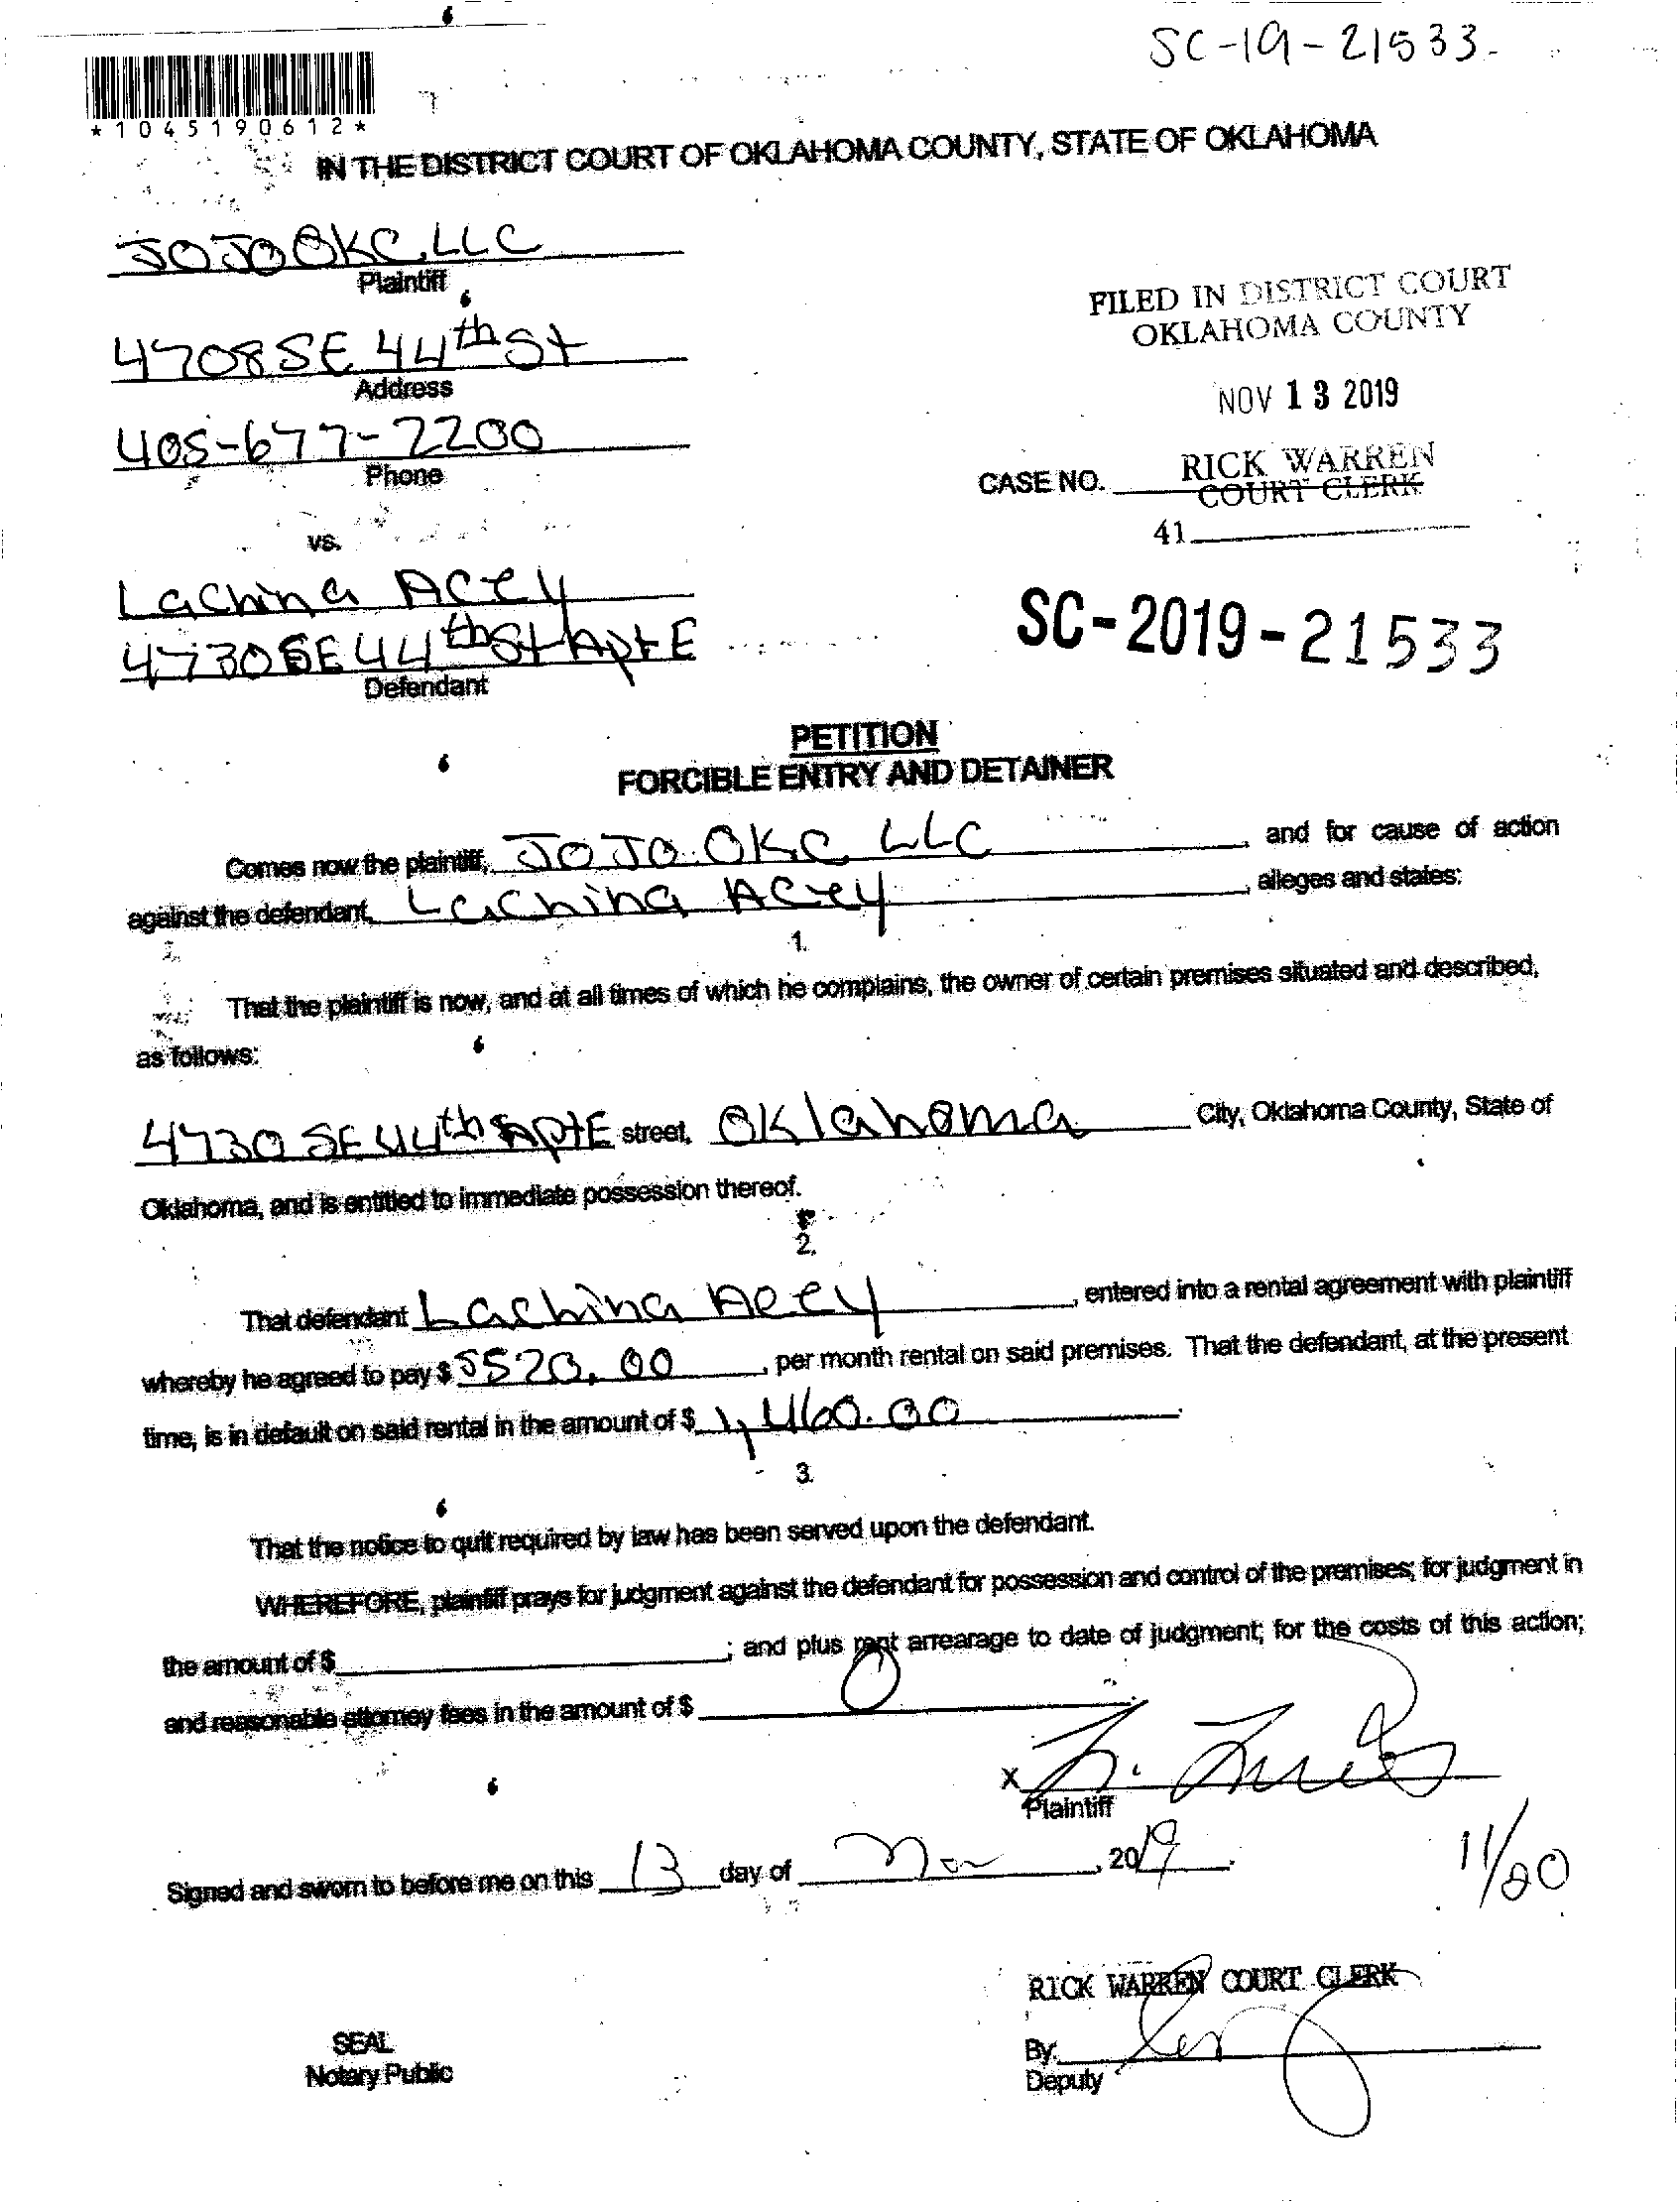 SC-19-21533
*1045190612*
IN THE DISTRICT COURT OF OKLAHOMA COUNTY, STATE OF OKLAHOMA
JOJO OKC, LLC
Plaintiff
4708 SE 44th St
Address
405-677-2200
Phone
FILED IN DISTRICT COURT
OKLAHOMA COUNTY
NOV 13 2019
RICK WARREN
CASE NO. COURT CLERK
41
vs.
Lachina Acey
4730 SE 44th St Apt E
Defendant
SC-2019-21533
PETITION
FORCIBLE ENTRY AND DETAINER
Comes now the plaintiff, JOJO OKC LLC, and for cause of action
against the defendant, Lachina Acey, alleges and states:
1.
That the plaintiff is now, and at all times of which he complains, the owner of certain premises situated and described,
as follows:
4730 SE 44th Apt E street, Oklahoma City, Oklahoma County, State of
Oklahoma, and is entitled to immediate possession thereof.
2.
That defendant Lachina Acey, entered into a rental agreement with plaintiff
whereby he agreed to pay $ 520.00, per month rental on said premises. That the defendant, at the present
time, is in default on said rental in the amount of $ 1,460.00.
3.
That the notice to quit required by law has been served upon the defendant.
WHEREFORE, plaintiff prays for judgment against the defendant for possession and control of the premises; for judgment in
the amount of $ ; and plus rent arrearage to date of judgment; for the costs of this action;
and reasonable attorney fees in the amount of $ 0
x
Plaintiff
Signed and sworn to before me on this 13 day of Nov, 2019.
11/20
RICK WARREN COURT CLERK
SEAL
Notary Public
By:
Deputy